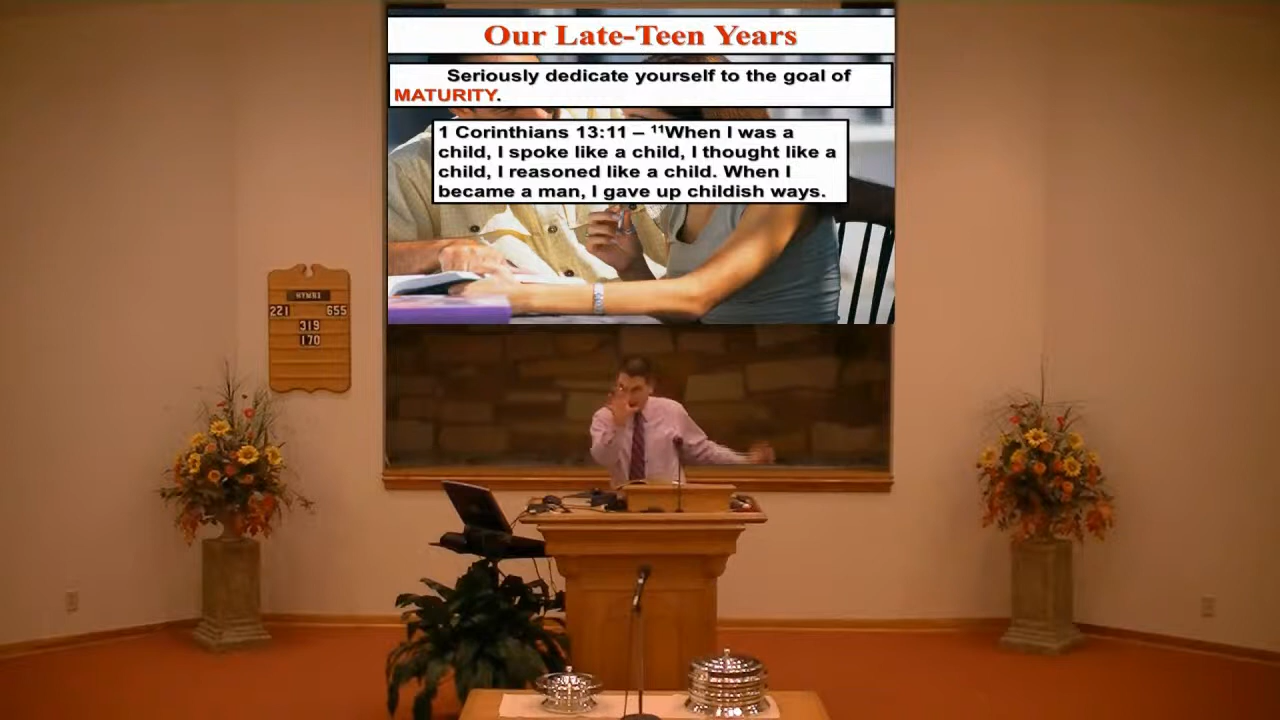 Our Late-Teen Years
Seriously dedicate yourself to the goal of
MATURITY.
1 Corinthians 13:11 – ¹¹When I was a
child, I spoke like a child, I thought like a
child, I reasoned like a child. When I
became a man, I gave up childish ways.
HYMNS
221 655
319
170